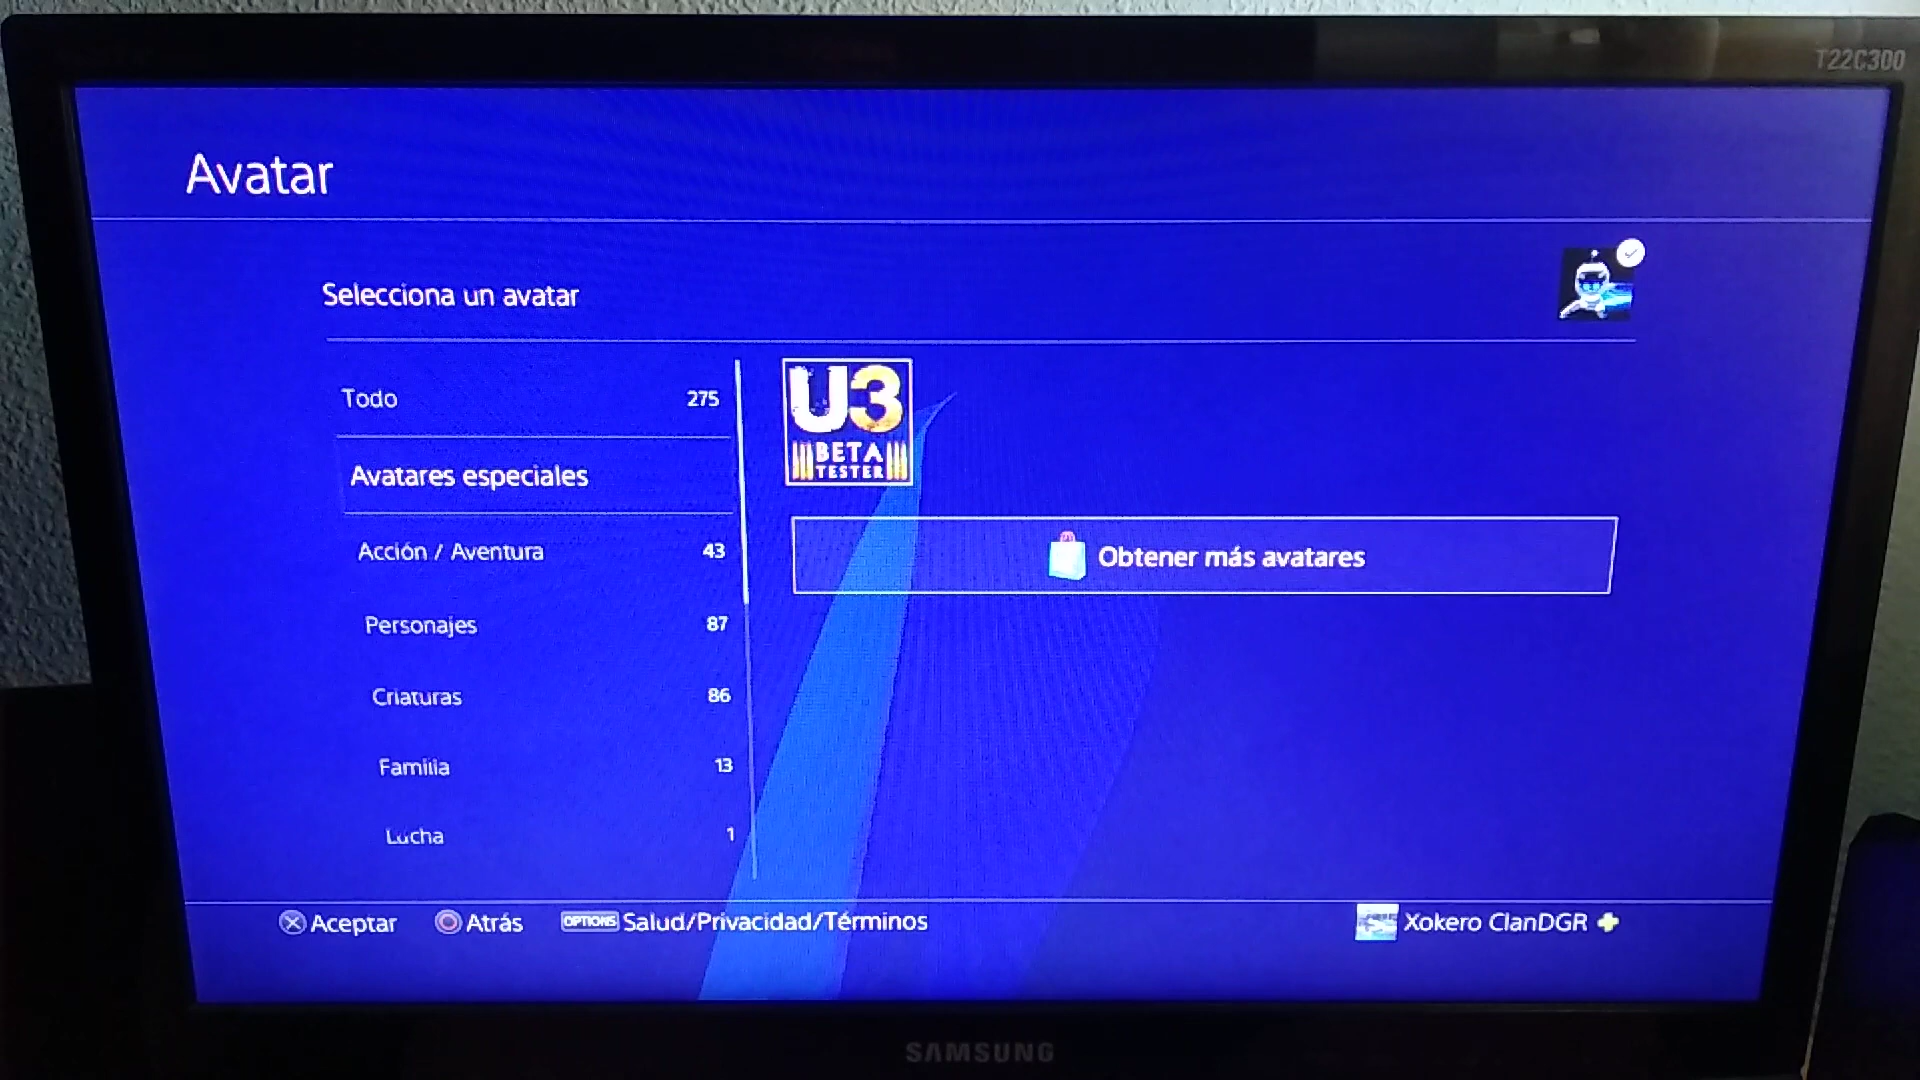 T22C300
Avatar
Selecciona un avatar
Todo 275
Avatares especiales
Acción / Aventura 43
Personajes 87
Criaturas 86
Familia 13
Lucha 1
U3
BETA
TESTER
Obtener más avatares
Aceptar Atrás OPTIONS Salud/Privacidad/Términos Xokero ClanDGR
SAMSUNG